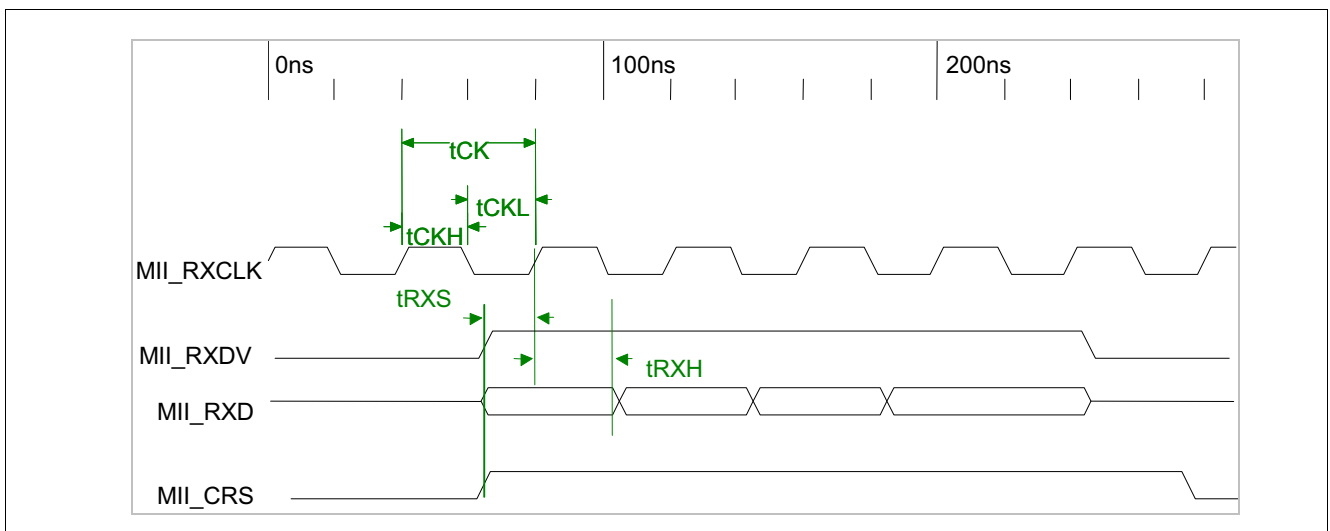 0ns 100ns 200ns
tCK
tCKL
tCKH
MII_RXCLK
tRXS
MII_RXDV
tRXH
MII_RXD
MII_CRS